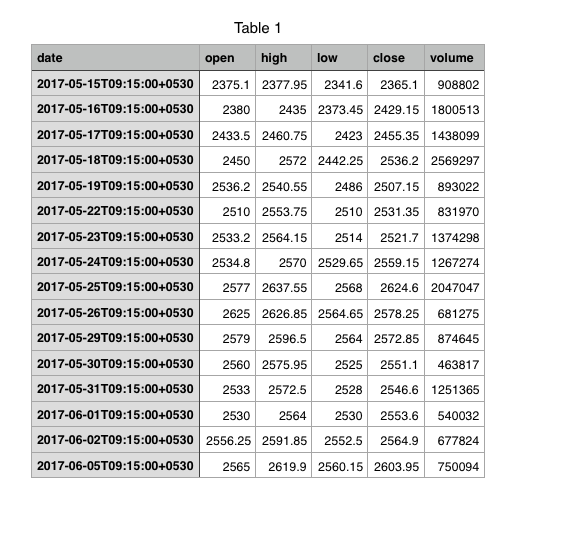 Table 1
date open high low close volume
2017-05-15T09:15:00+0530 2375.1 2377.95 2341.6 2365.1 908802
2017-05-16T09:15:00+0530 2380 2435 2373.45 2429.15 1800513
2017-05-17T09:15:00+0530 2433.5 2460.75 2423 2455.35 1438099
2017-05-18T09:15:00+0530 2450 2572 2442.25 2536.2 2569297
2017-05-19T09:15:00+0530 2536.2 2540.55 2486 2507.15 893022
2017-05-22T09:15:00+0530 2510 2553.75 2510 2531.35 831970
2017-05-23T09:15:00+0530 2533.2 2564.15 2514 2521.7 1374298
2017-05-24T09:15:00+0530 2534.8 2570 2529.65 2559.15 1267274
2017-05-25T09:15:00+0530 2577 2637.55 2568 2624.6 2047047
2017-05-26T09:15:00+0530 2625 2626.85 2564.65 2578.25 681275
2017-05-29T09:15:00+0530 2579 2596.5 2564 2572.85 874645
2017-05-30T09:15:00+0530 2560 2575.95 2525 2551.1 463817
2017-05-31T09:15:00+0530 2533 2572.5 2528 2546.6 1251365
2017-06-01T09:15:00+0530 2530 2564 2530 2553.6 540032
2017-06-02T09:15:00+0530 2556.25 2591.85 2552.5 2564.9 677824
2017-06-05T09:15:00+0530 2565 2619.9 2560.15 2603.95 750094